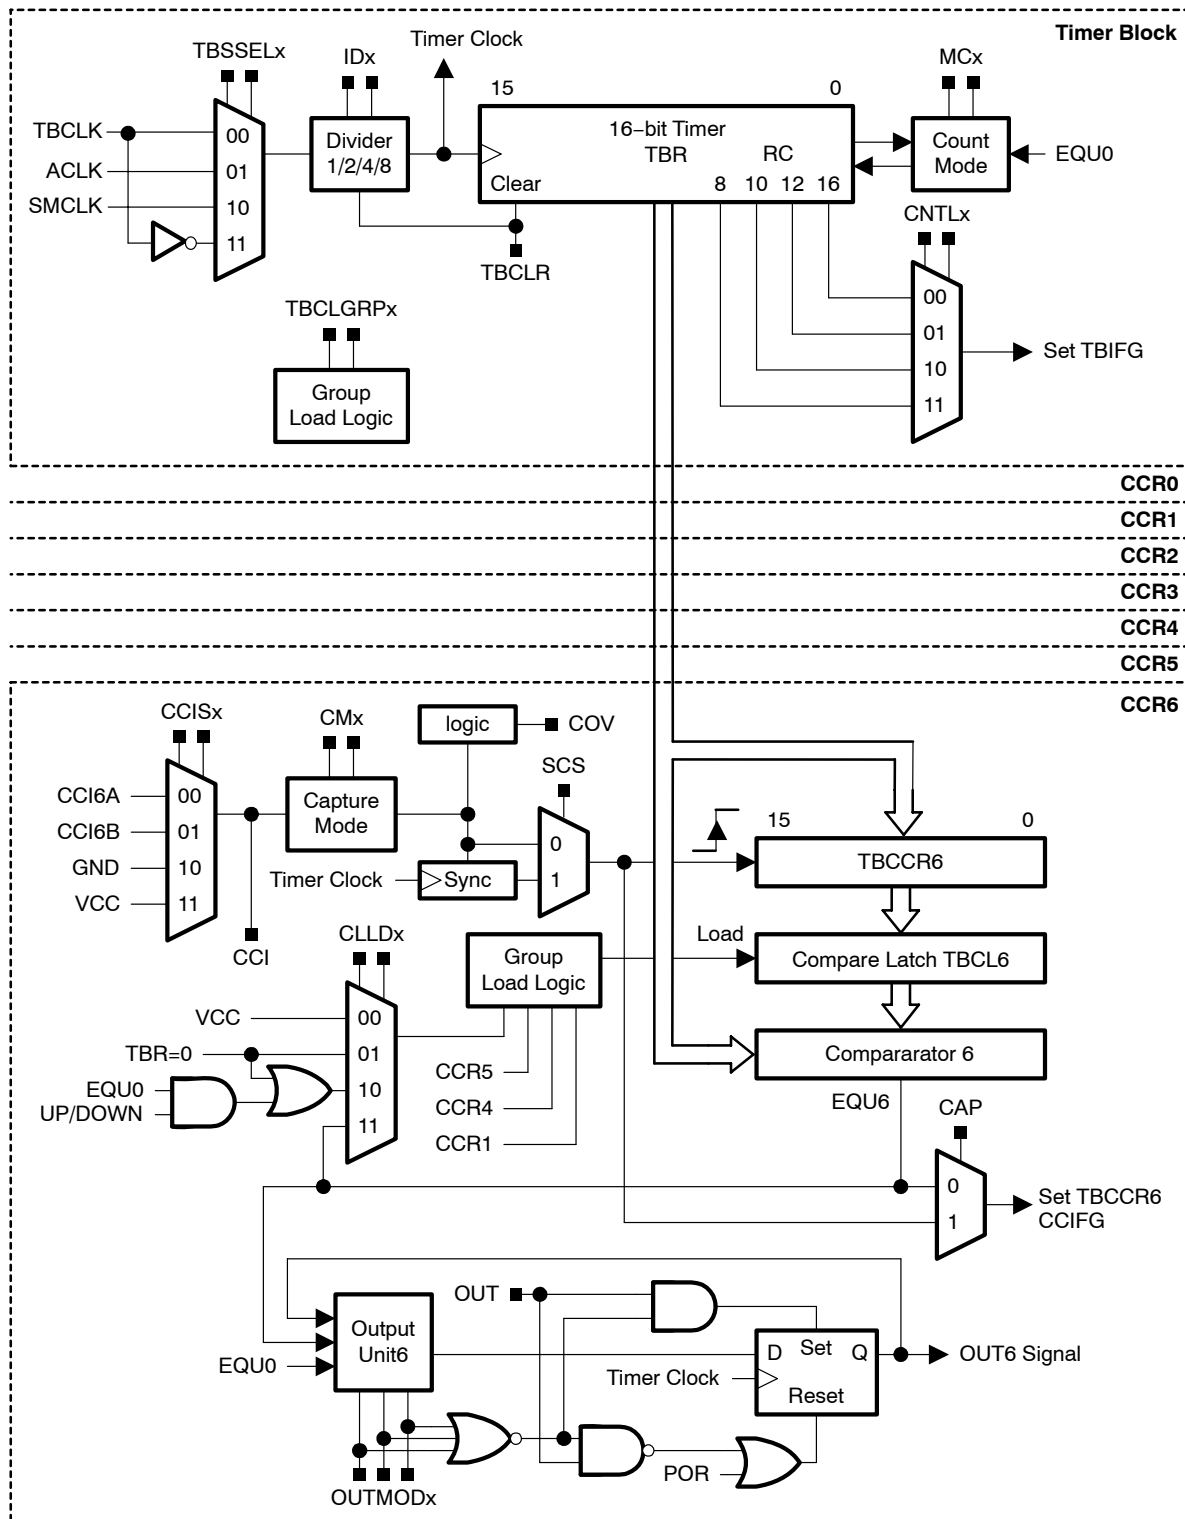 Timer Block
Timer Clock
TBSSELx
IDx
MCx
15
0
TBCLK
00
Divider
1/2/4/8
16−bit Timer
TBR
RC
Count
Mode
EQU0
ACLK
01
SMCLK
10
Clear
8
10
12
16
11
TBCLR
CNTLx
00
01
10
11
Set TBIFG
TBCLGRPx
Group
Load Logic
CCR0
CCR1
CCR2
CCR3
CCR4
CCR5
CCR6
CCISx
CMx
logic
COV
SCS
CCI6A
00
CCI6B
01
GND
10
VCC
11
Capture
Mode
0
1
15
0
TBCCR6
Timer Clock
Sync
CCI
CLLDx
Group
Load Logic
Load
Compare Latch TBCL6
VCC
00
TBR=0
01
EQU0
10
UP/DOWN
11
CCR5
CCR4
CCR1
Compararator 6
EQU6
CAP
0
1
Set TBCCR6
CCIFG
OUT
Output
Unit6
EQU0
D
Set
Q
OUT6 Signal
Timer Clock
Reset
POR
OUTMODx